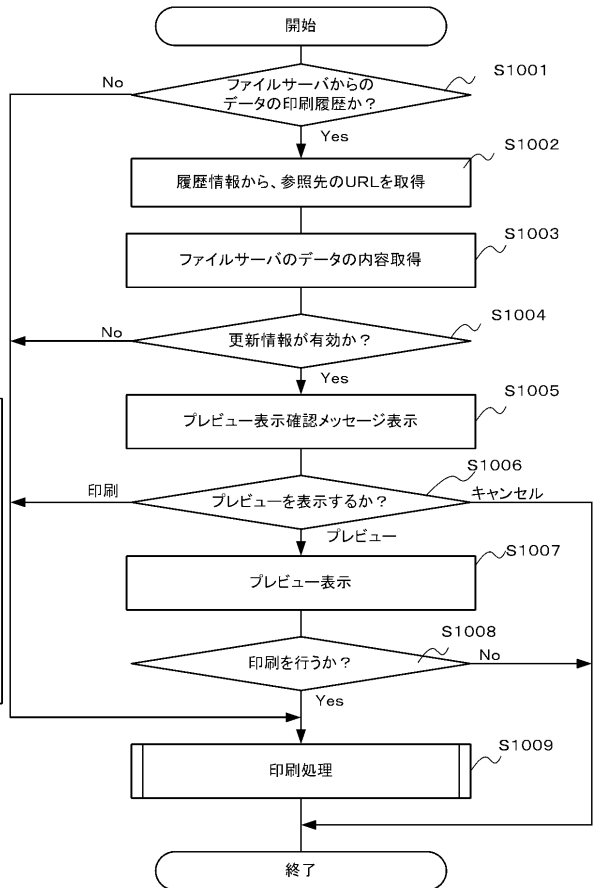 開始
ファイルサーバからの
データの印刷履歴か？
S1001
No
Yes
S1002
履歴情報から、参照先のURLを取得
S1003
ファイルサーバのデータの内容取得
S1004
更新情報が有効か？
No
Yes
S1005
プレビュー表示確認メッセージ表示
S1006
プレビューを表示するか？
印刷
キャンセル
プレビュー
S1007
プレビュー表示
S1008
印刷を行うか？
No
Yes
S1009
印刷処理
終了